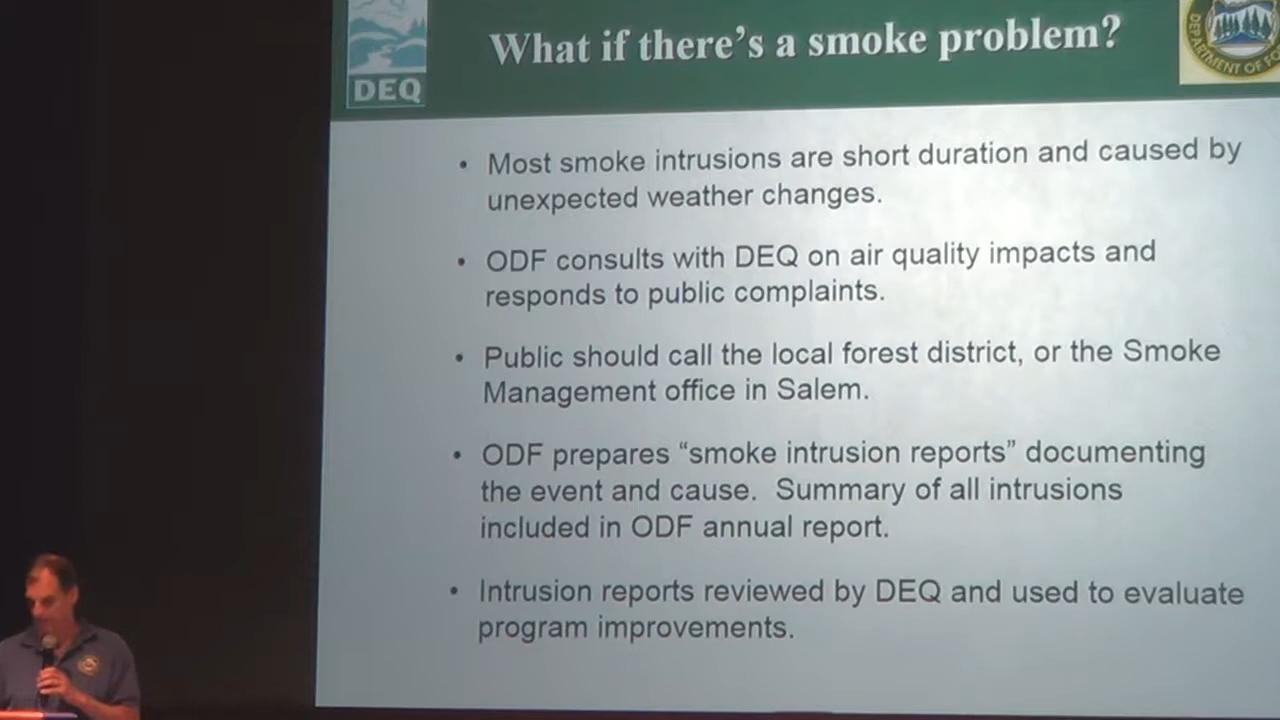 What if there's a smoke problem?
DEQ
DEPARTMENT OF
• Most smoke intrusions are short duration and caused by
unexpected weather changes.
• ODF consults with DEQ on air quality impacts and
responds to public complaints.
• Public should call the local forest district, or the Smoke
Management office in Salem.
• ODF prepares “smoke intrusion reports” documenting
the event and cause.  Summary of all intrusions
included in ODF annual report.
• Intrusion reports reviewed by DEQ and used to evaluate
program improvements.